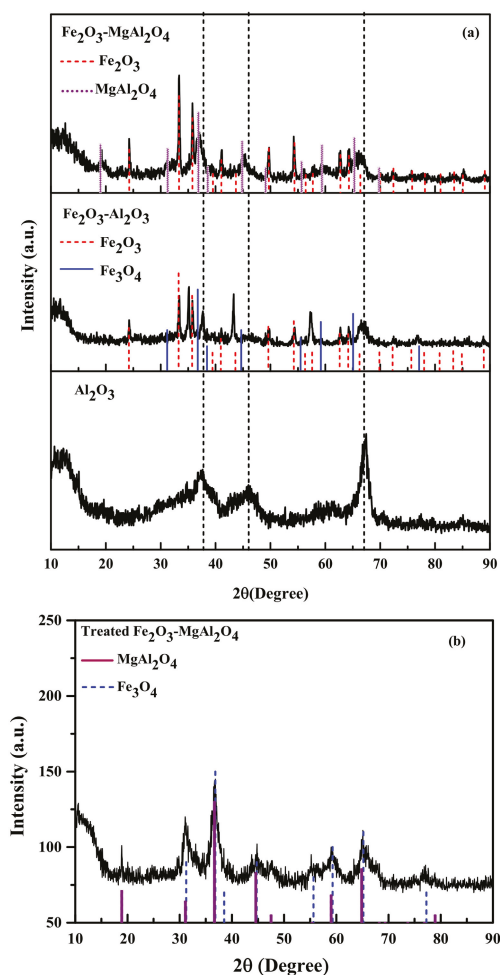 (a)
Fe₂O₃-MgAl₂O₄
Fe₂O₃
MgAl₂O₄
Fe₂O₃-Al₂O₃
Fe₂O₃
Fe₃O₄
Al₂O₃
Intensity (a.u.)
10 20 30 40 50 60 70 80 90
2θ(Degree)
250
200
150
100
50
Treated Fe₂O₃-MgAl₂O₄
(b)
MgAl₂O₄
Fe₃O₄
Intensity (a.u.)
10 20 30 40 50 60 70 80 90
2θ (Degree)